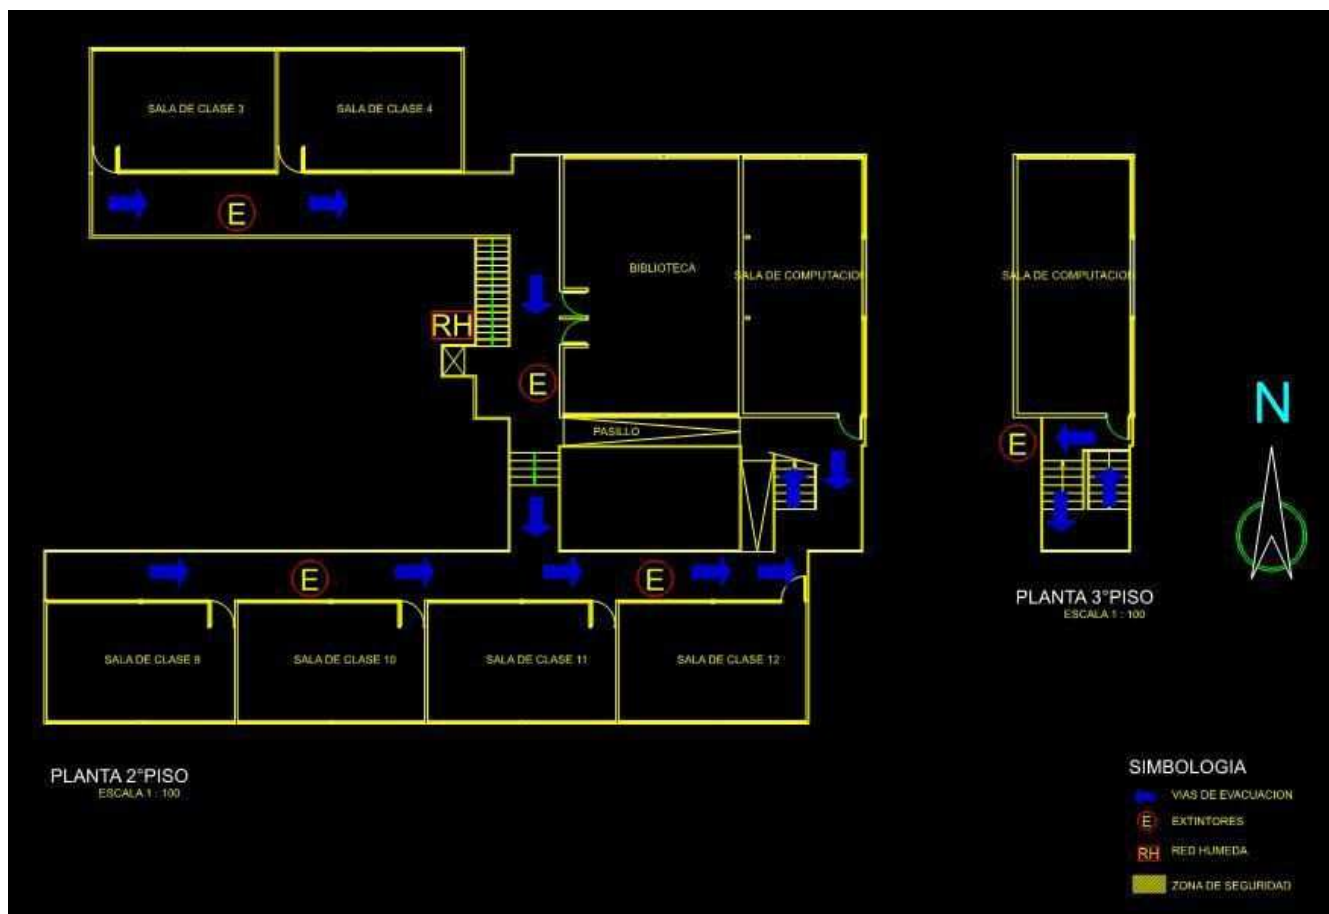 SALA DE CLASE 3
SALA DE CLASE 4
E
BIBLIOTECA
SALA DE COMPUTACION
SALA DE COMPUTACION
RH
E
PASILLO
E
N
E
E
PLANTA 3°PISO
ESCALA 1 : 100
SALA DE CLASE 9
SALA DE CLASE 10
SALA DE CLASE 11
SALA DE CLASE 12
PLANTA 2°PISO
ESCALA 1 : 100
SIMBOLOGIA
VIAS DE EVACUACION
E EXTINTORES
RH RED HUMEDA
ZONA DE SEGURIDAD